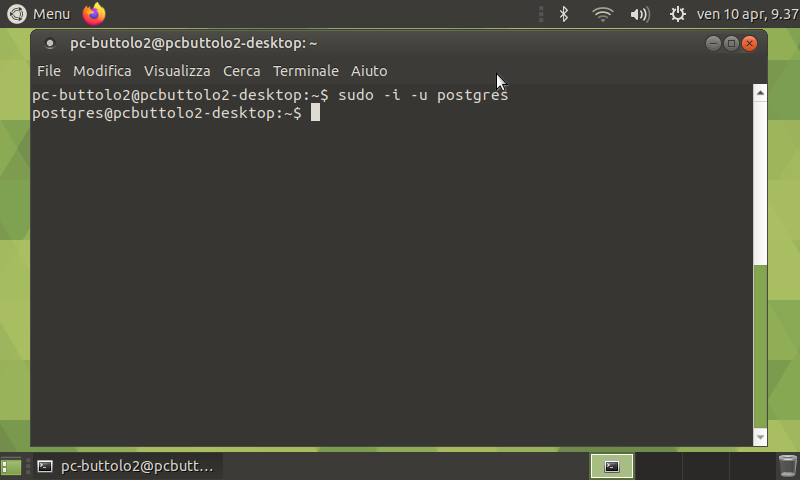 Menu ven 10 apr, 9.37
pc-buttolo2@pcbuttolo2-desktop: ~
File Modifica Visualizza Cerca Terminale Aiuto
pc-buttolo2@pcbuttolo2-desktop:~$ sudo -i -u postgres
postgres@pcbuttolo2-desktop:~$
pc-buttolo2@pcbutt...